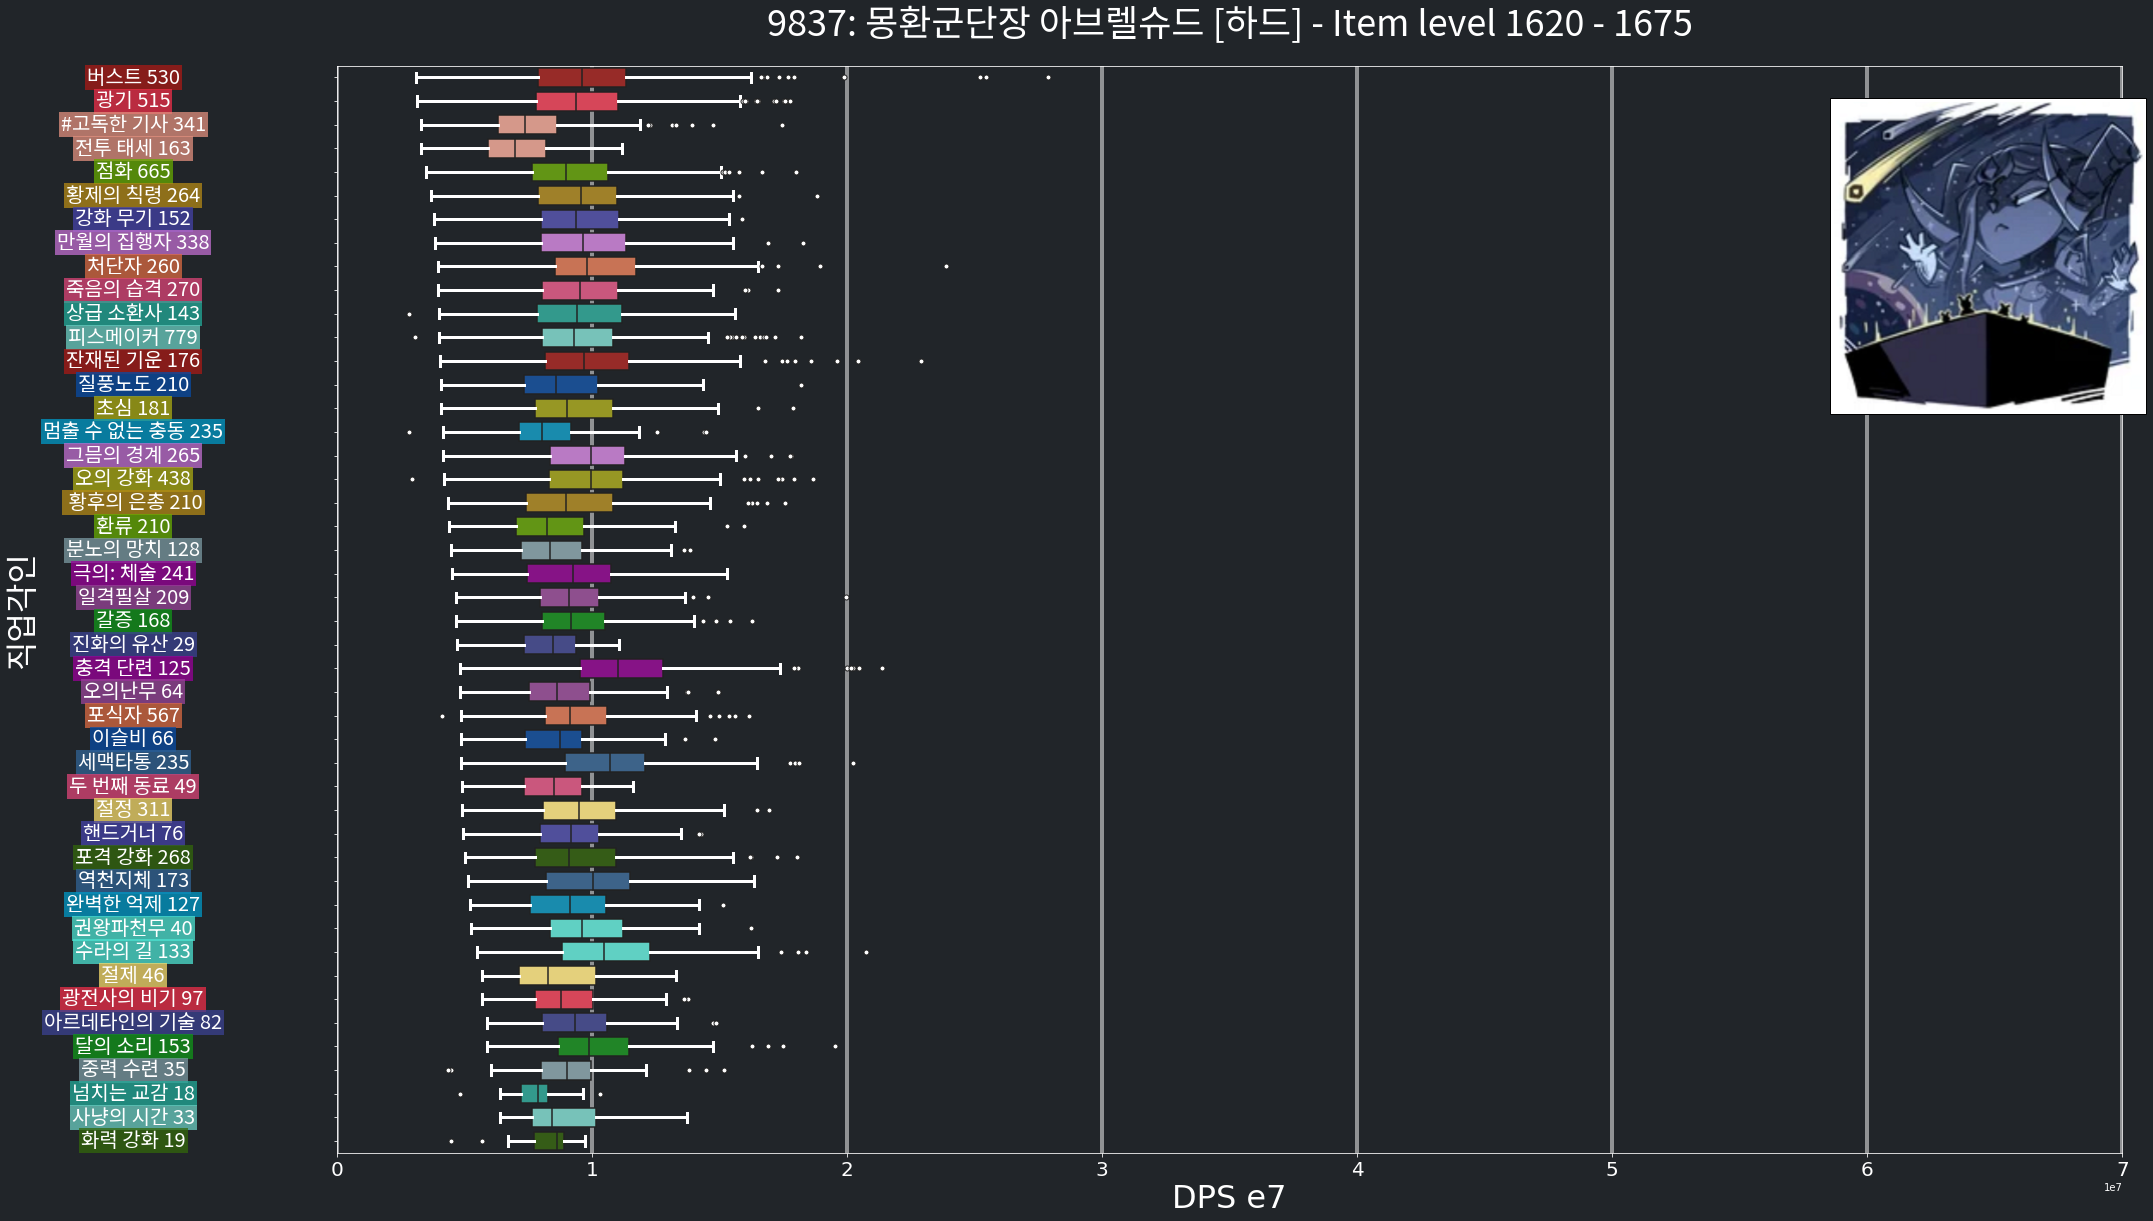 9837: 몽환군단장 아브렐슈드 [하드] - Item level 1620 - 1675
직업각인
버스트 530
광기 515
#고독한 기사 341
전투 태세 163
점화 665
황제의 칙령 264
강화 무기 152
만월의 집행자 338
처단자 260
죽음의 습격 270
상급 소환사 143
피스메이커 779
잔재된 기운 176
질풍노도 210
초심 181
멈출 수 없는 충동 235
그믐의 경계 265
오의 강화 438
황후의 은총 210
환류 210
분노의 망치 128
극의: 체술 241
일격필살 209
갈증 168
진화의 유산 29
충격 단련 125
오의난무 64
포식자 567
이슬비 66
세맥타통 235
두 번째 동료 49
절정 311
핸드거너 76
포격 강화 268
역천지체 173
완벽한 억제 127
권왕파천무 40
수라의 길 133
절제 46
광전사의 비기 97
아르데타인의 기술 82
달의 소리 153
중력 수련 35
넘치는 교감 18
사냥의 시간 33
화력 강화 19
0 1 2 3 4 5 6 7
1e7
DPS e7